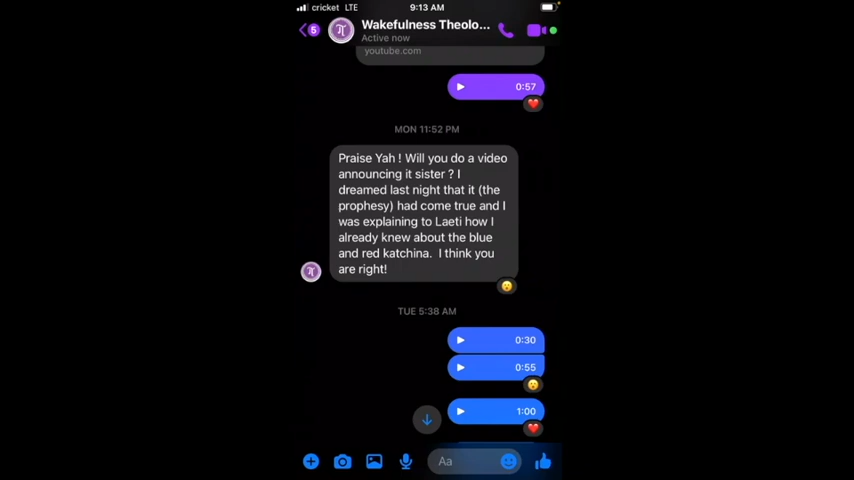 cricket LTE
9:13 AM
5
Wakefulness Theolo...
Active now
youtube.com
0:57
MON 11:52 PM
Praise Yah ! Will you do a video
announcing it sister ? I
dreamed last night that it (the
prophesy) had come true and I
was explaining to Laeti how I
already knew about the blue
and red katchina.  I think you
are right!
TUE 5:38 AM
0:30
0:55
1:00
Aa